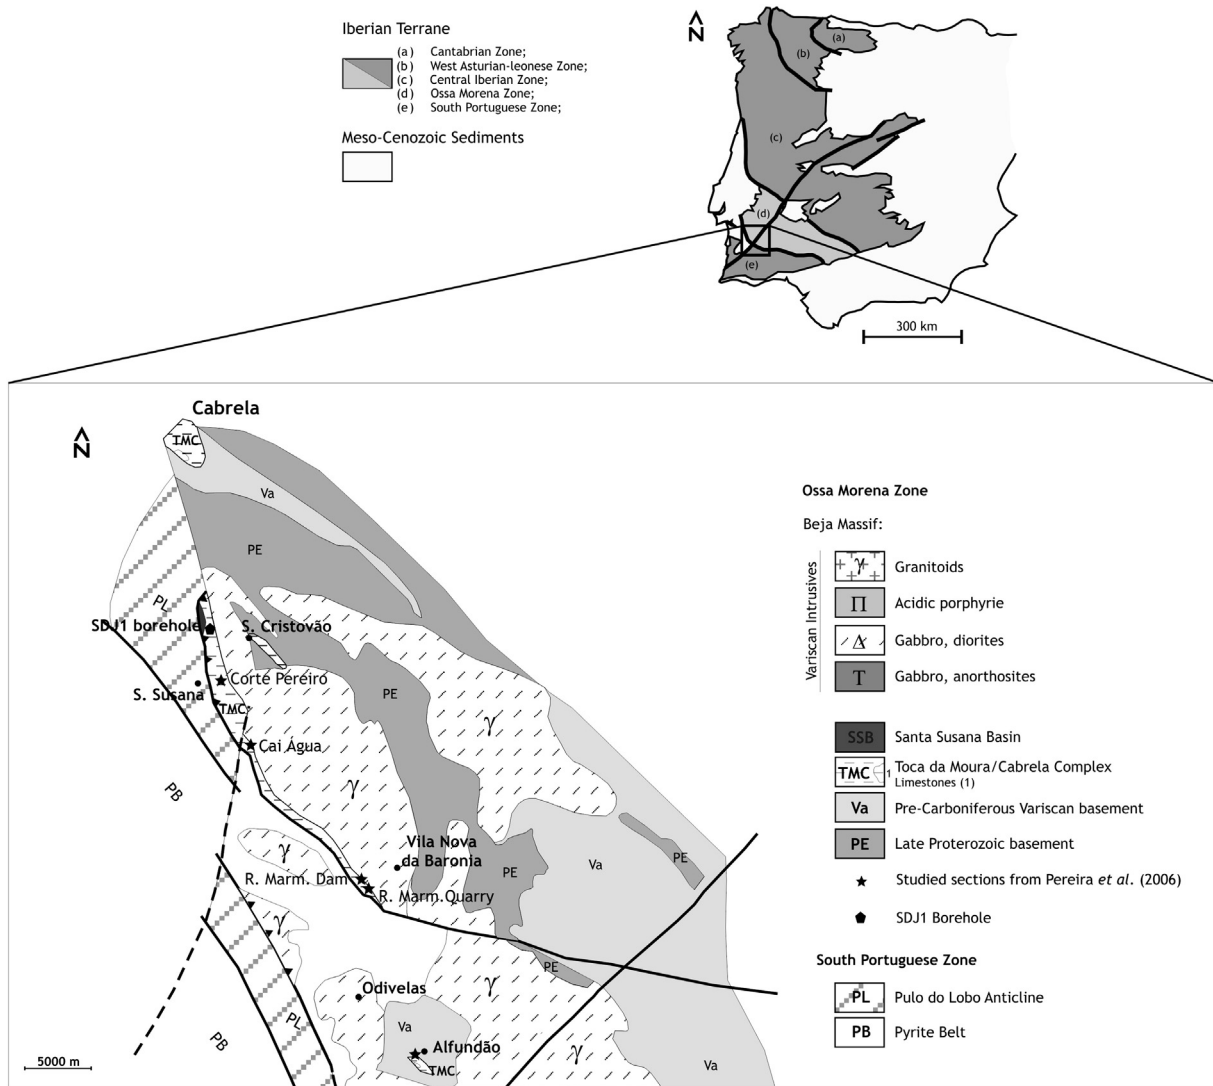 Iberian Terrane
(a) Cantabrian Zone;
(b) West Asturian-leonese Zone;
(c) Central Iberian Zone;
(d) Ossa Morena Zone;
(e) South Portuguese Zone;
Meso-Cenozoic Sediments
N
(a)
(b)
(c)
(d)
(e)
300 km
Cabrela
N
TMC
Va
PE
PL
SDJ1 borehole
S. Cristovão
Corte Pereiro
S. Susana
PE
TMC
γ
Cai Água
PB
γ
Vila Nova
da Baronia
γ
R. Marm. Dam
PE
Va
PE
R. Marm.Quarry
γ
PE
Odivelas
γ
PL
Va
PB
Alfundão
γ
TMC
Va
5000 m
Ossa Morena Zone
Beja Massif:
Variscan Intrusives
γ Granitoids
Π Acidic porphyrie
Δ Gabbro, diorites
T Gabbro, anorthosites
SSB Santa Susana Basin
TMC 1 Toca da Moura/Cabrela Complex
Limestones (1)
Va Pre-Carboniferous Variscan basement
PE Late Proterozoic basement
Studied sections from Pereira et al. (2006)
SDJ1 Borehole
South Portuguese Zone
PL Pulo do Lobo Anticline
PB Pyrite Belt